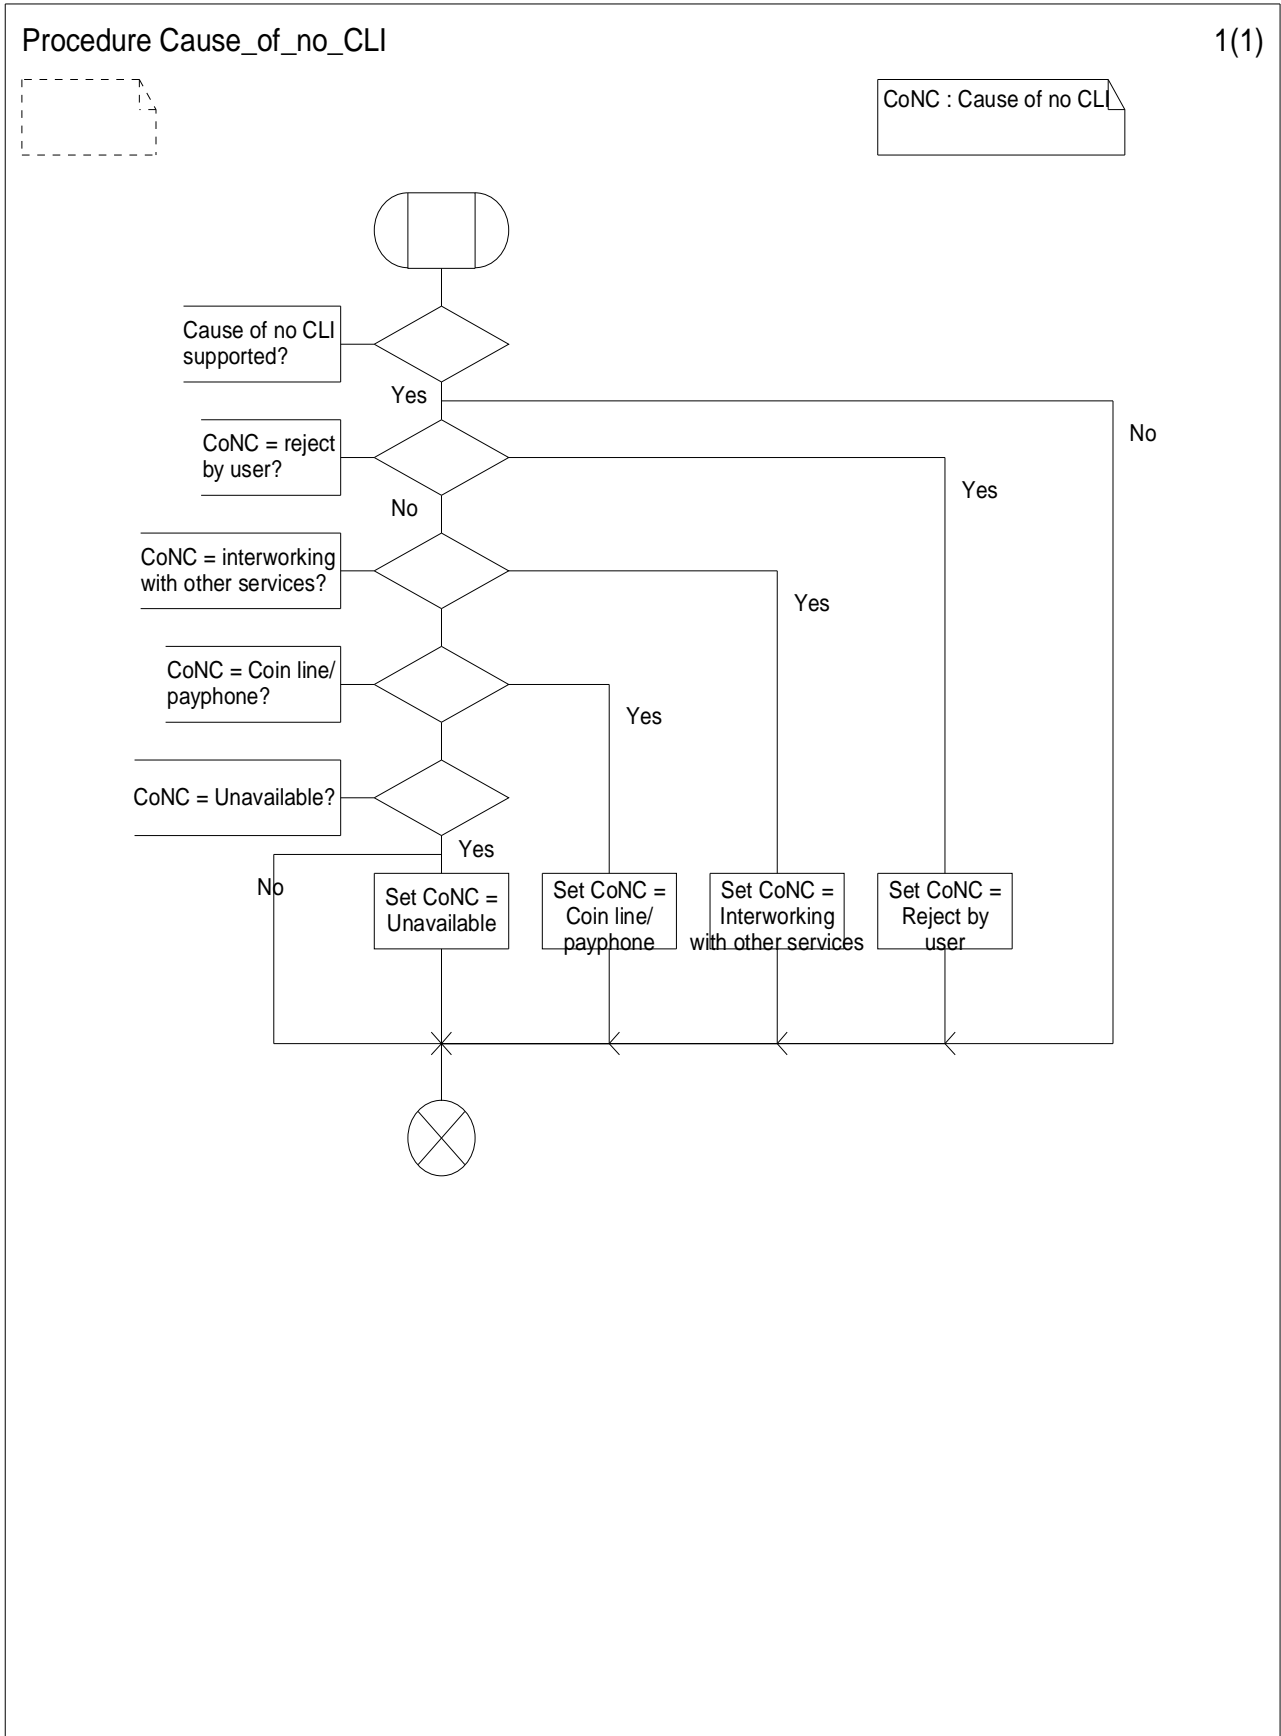 Procedure Cause_of_no_CLI
1(1)
CoNC : Cause of no CLI
Cause of no CLI
supported?
Yes
No
CoNC = reject
by user?
Yes
No
CoNC = interworking
with other services?
Yes
CoNC = Coin line/
payphone?
Yes
CoNC = Unavailable?
Yes
No
Set CoNC =
Unavailable
Set CoNC =
Coin line/
payphone
Set CoNC =
Interworking
with other services
Set CoNC =
Reject by
user